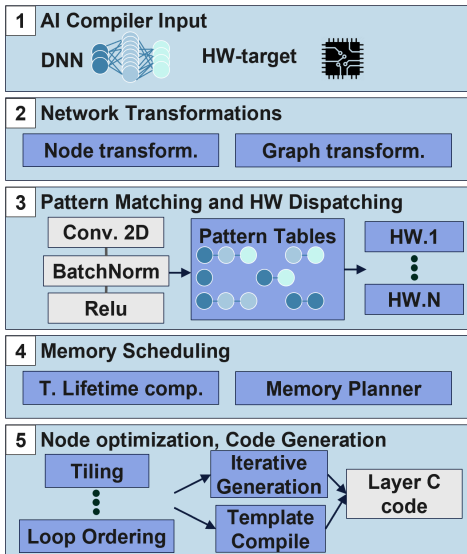 1 AI Compiler Input
DNN HW-target
2 Network Transformations
Node transform. Graph transform.
3 Pattern Matching and HW Dispatching
Conv. 2D
BatchNorm
Relu
Pattern Tables
HW.1
HW.N
4 Memory Scheduling
T. Lifetime comp. Memory Planner
5 Node optimization, Code Generation
Tiling
Loop Ordering
Iterative
Generation
Template
Compile
Layer C
code